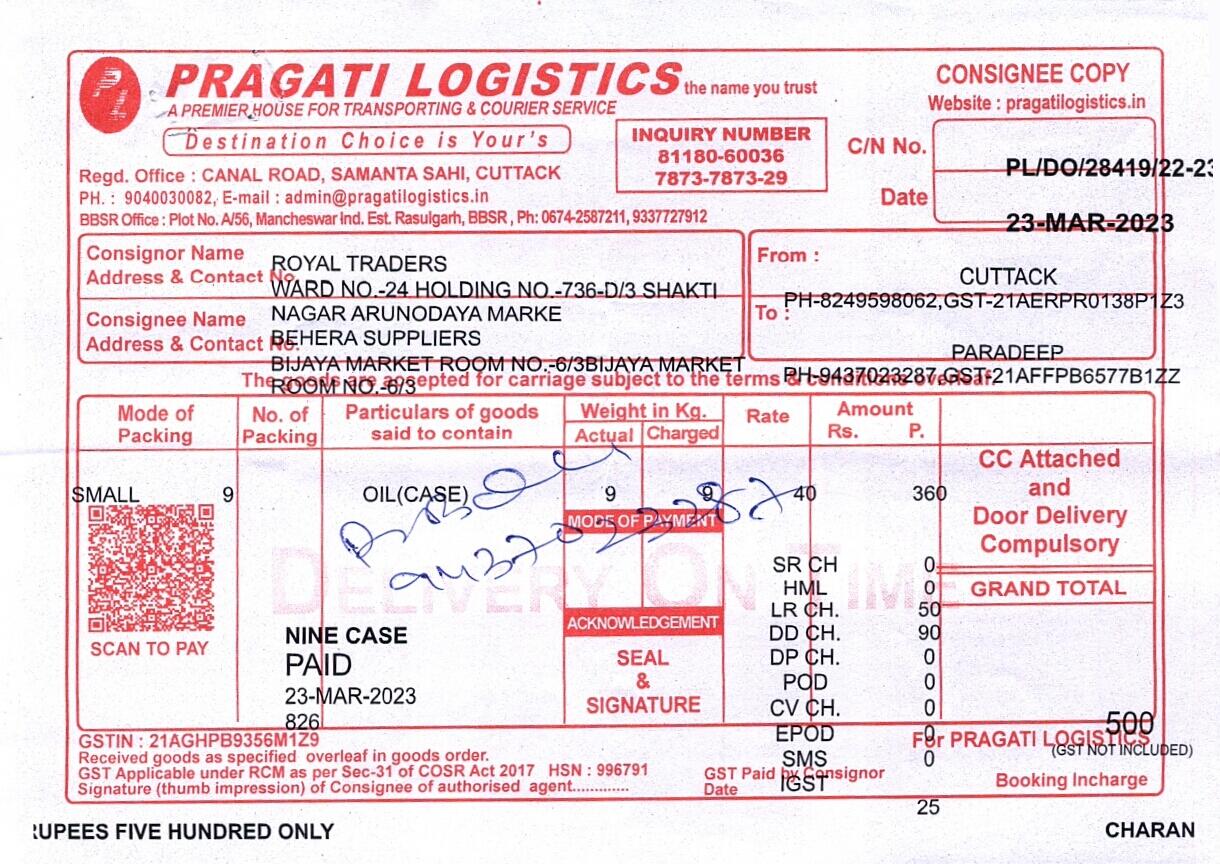 PL
PRAGATI LOGISTICS the name you trust
A PREMIER HOUSE FOR TRANSPORTING & COURIER SERVICE
Destination Choice is Your's
Regd. Office : CANAL ROAD, SAMANTA SAHI, CUTTACK
PH. : 9040030082, E-mail : admin@pragatilogistics.in
BBSR Office : Plot No. A/56, Mancheswar Ind. Est. Rasulgarh, BBSR , Ph: 0674-2587211, 9337727912
INQUIRY NUMBER
81180-60036
7873-7873-29
CONSIGNEE COPY
Website : pragatilogistics.in
C/N No. PL/DO/28419/22-23
Date 23-MAR-2023
Consignor Name
Address & Contact No.
ROYAL TRADERS
WARD NO.-24 HOLDING NO.-736-D/3 SHAKTI
NAGAR ARUNODAYA MARKE
Consignee Name
Address & Contact No.
BEHERA SUPPLIERS
BIJAYA MARKET ROOM NO.-6/3BIJAYA MARKET
ROOM NO.-6/3
From :
CUTTACK
PH-8249598062,GST-21AERPR0138P1Z3
To :
PARADEEP
PH-9437023287,GST-21AFFPB6577B1ZZ
The goods are accepted for carriage subject to the terms & conditions overleaf.
Mode of Packing No. of Packing Particulars of goods said to contain Weight in Kg. Actual Charged Rate Amount Rs. P.
SMALL 9 OIL(CASE) 9 9 40 360
9437023287
CC Attached
and
Door Delivery
Compulsory
GRAND TOTAL
MODE OF PAYMENT
DELIVERY ON TIME
SCAN TO PAY
NINE CASE
PAID
23-MAR-2023
826
ACKNOWLEDGEMENT
SEAL
&
SIGNATURE
SR CH 0
HML 0
LR CH. 50
DD CH. 90
DP CH. 0
POD 0
CV CH. 0
EPOD 0
SMS 0
IGST
25
500
(GST NOT INCLUDED)
For PRAGATI LOGISTICS
Booking Incharge
GSTIN : 21AGHPB9356M1Z9
Received goods as specified overleaf in goods order.
GST Applicable under RCM as per Sec-31 of COSR Act 2017 HSN : 996791
Signature (thumb impression) of Consignee of authorised agent.............
GST Paid by Consignor
Date
RUPEES FIVE HUNDRED ONLY
CHARAN